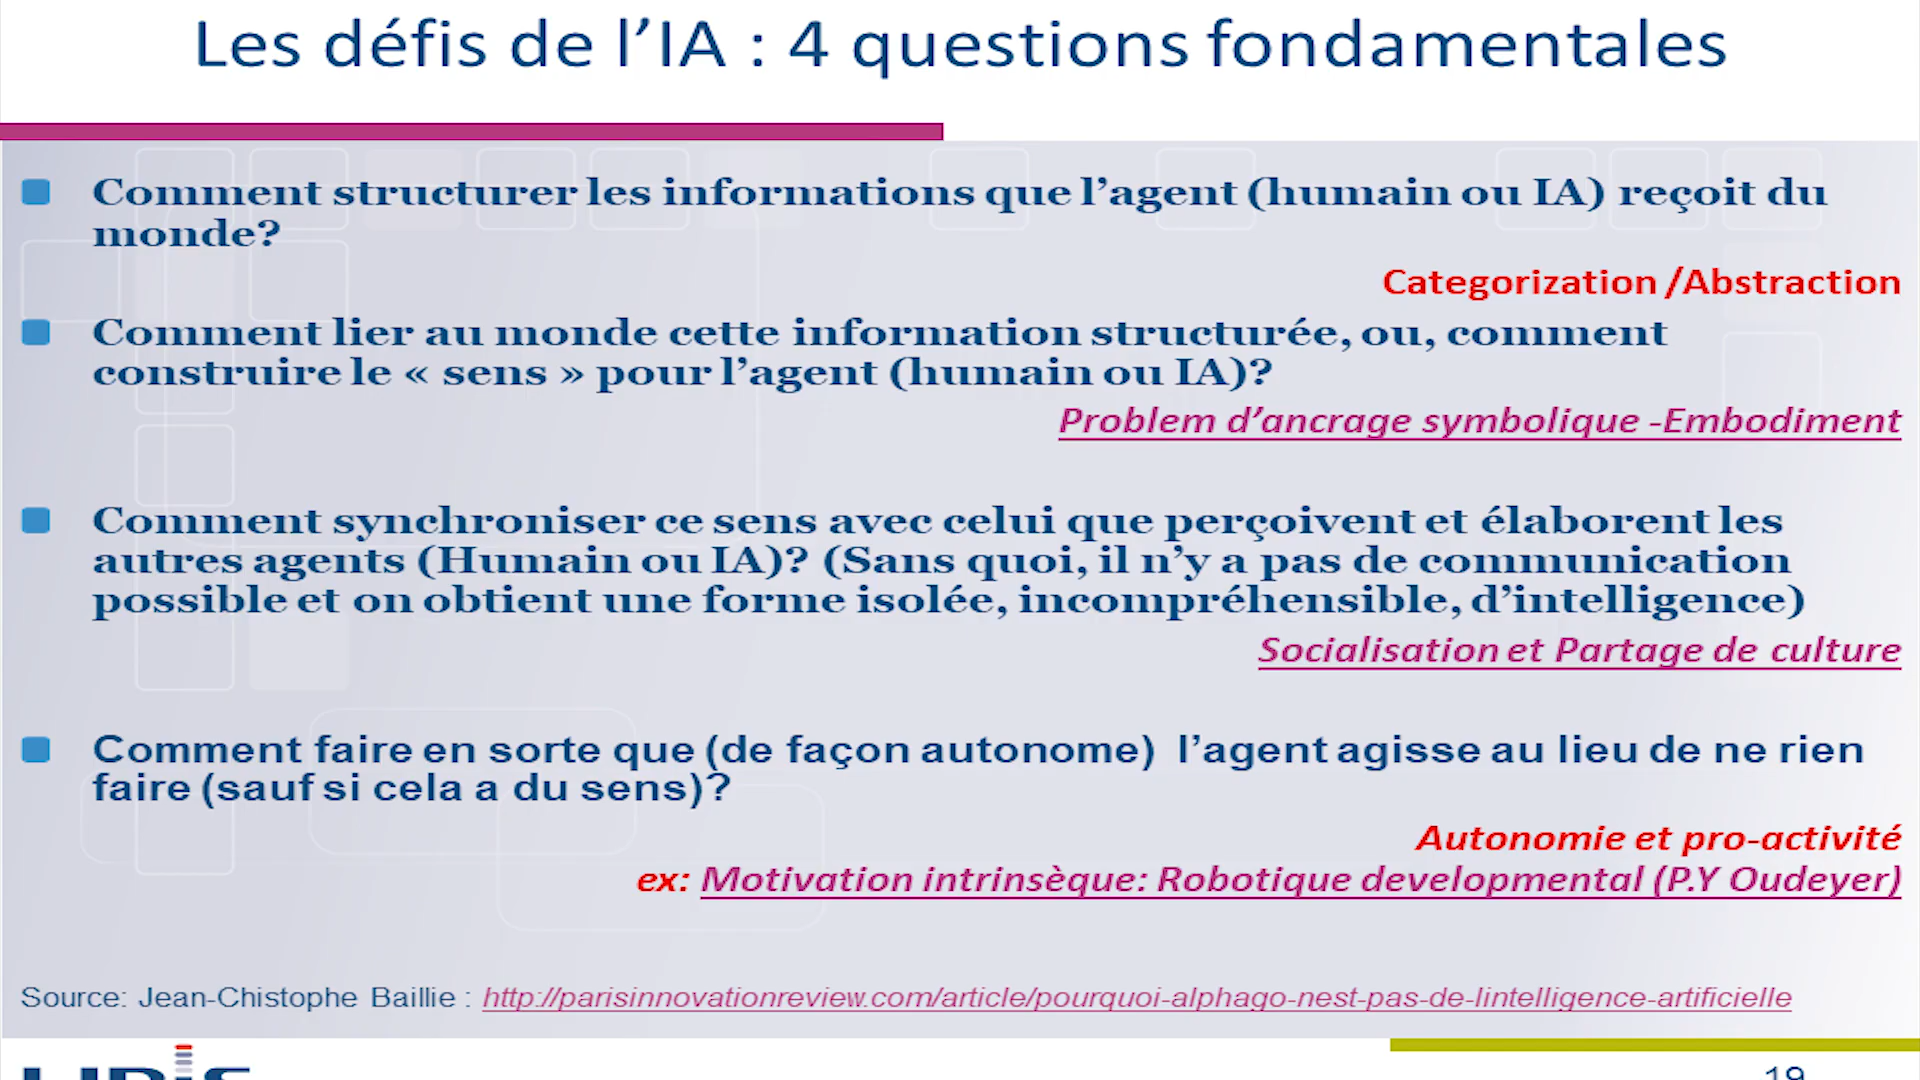 Les défis de l’IA : 4 questions fondamentales
Comment structurer les informations que l’agent (humain ou IA) reçoit du
monde?
Categorization /Abstraction
Comment lier au monde cette information structurée, ou, comment
construire le « sens » pour l’agent (humain ou IA)?
Problem d’ancrage symbolique -Embodiment
Comment synchroniser ce sens avec celui que perçoivent et élaborent les
autres agents (Humain ou IA)? (Sans quoi, il n’y a pas de communication
possible et on obtient une forme isolée, incompréhensible, d’intelligence)
Socialisation et Partage de culture
Comment faire en sorte que (de façon autonome) l’agent agisse au lieu de ne rien
faire (sauf si cela a du sens)?
Autonomie et pro-activité
ex: Motivation intrinsèque: Robotique developmental (P.Y Oudeyer)
Source: Jean-Chistophe Baillie : http://parisinnovationreview.com/article/pourquoi-alphago-nest-pas-de-lintelligence-artificielle
LIRIS
19